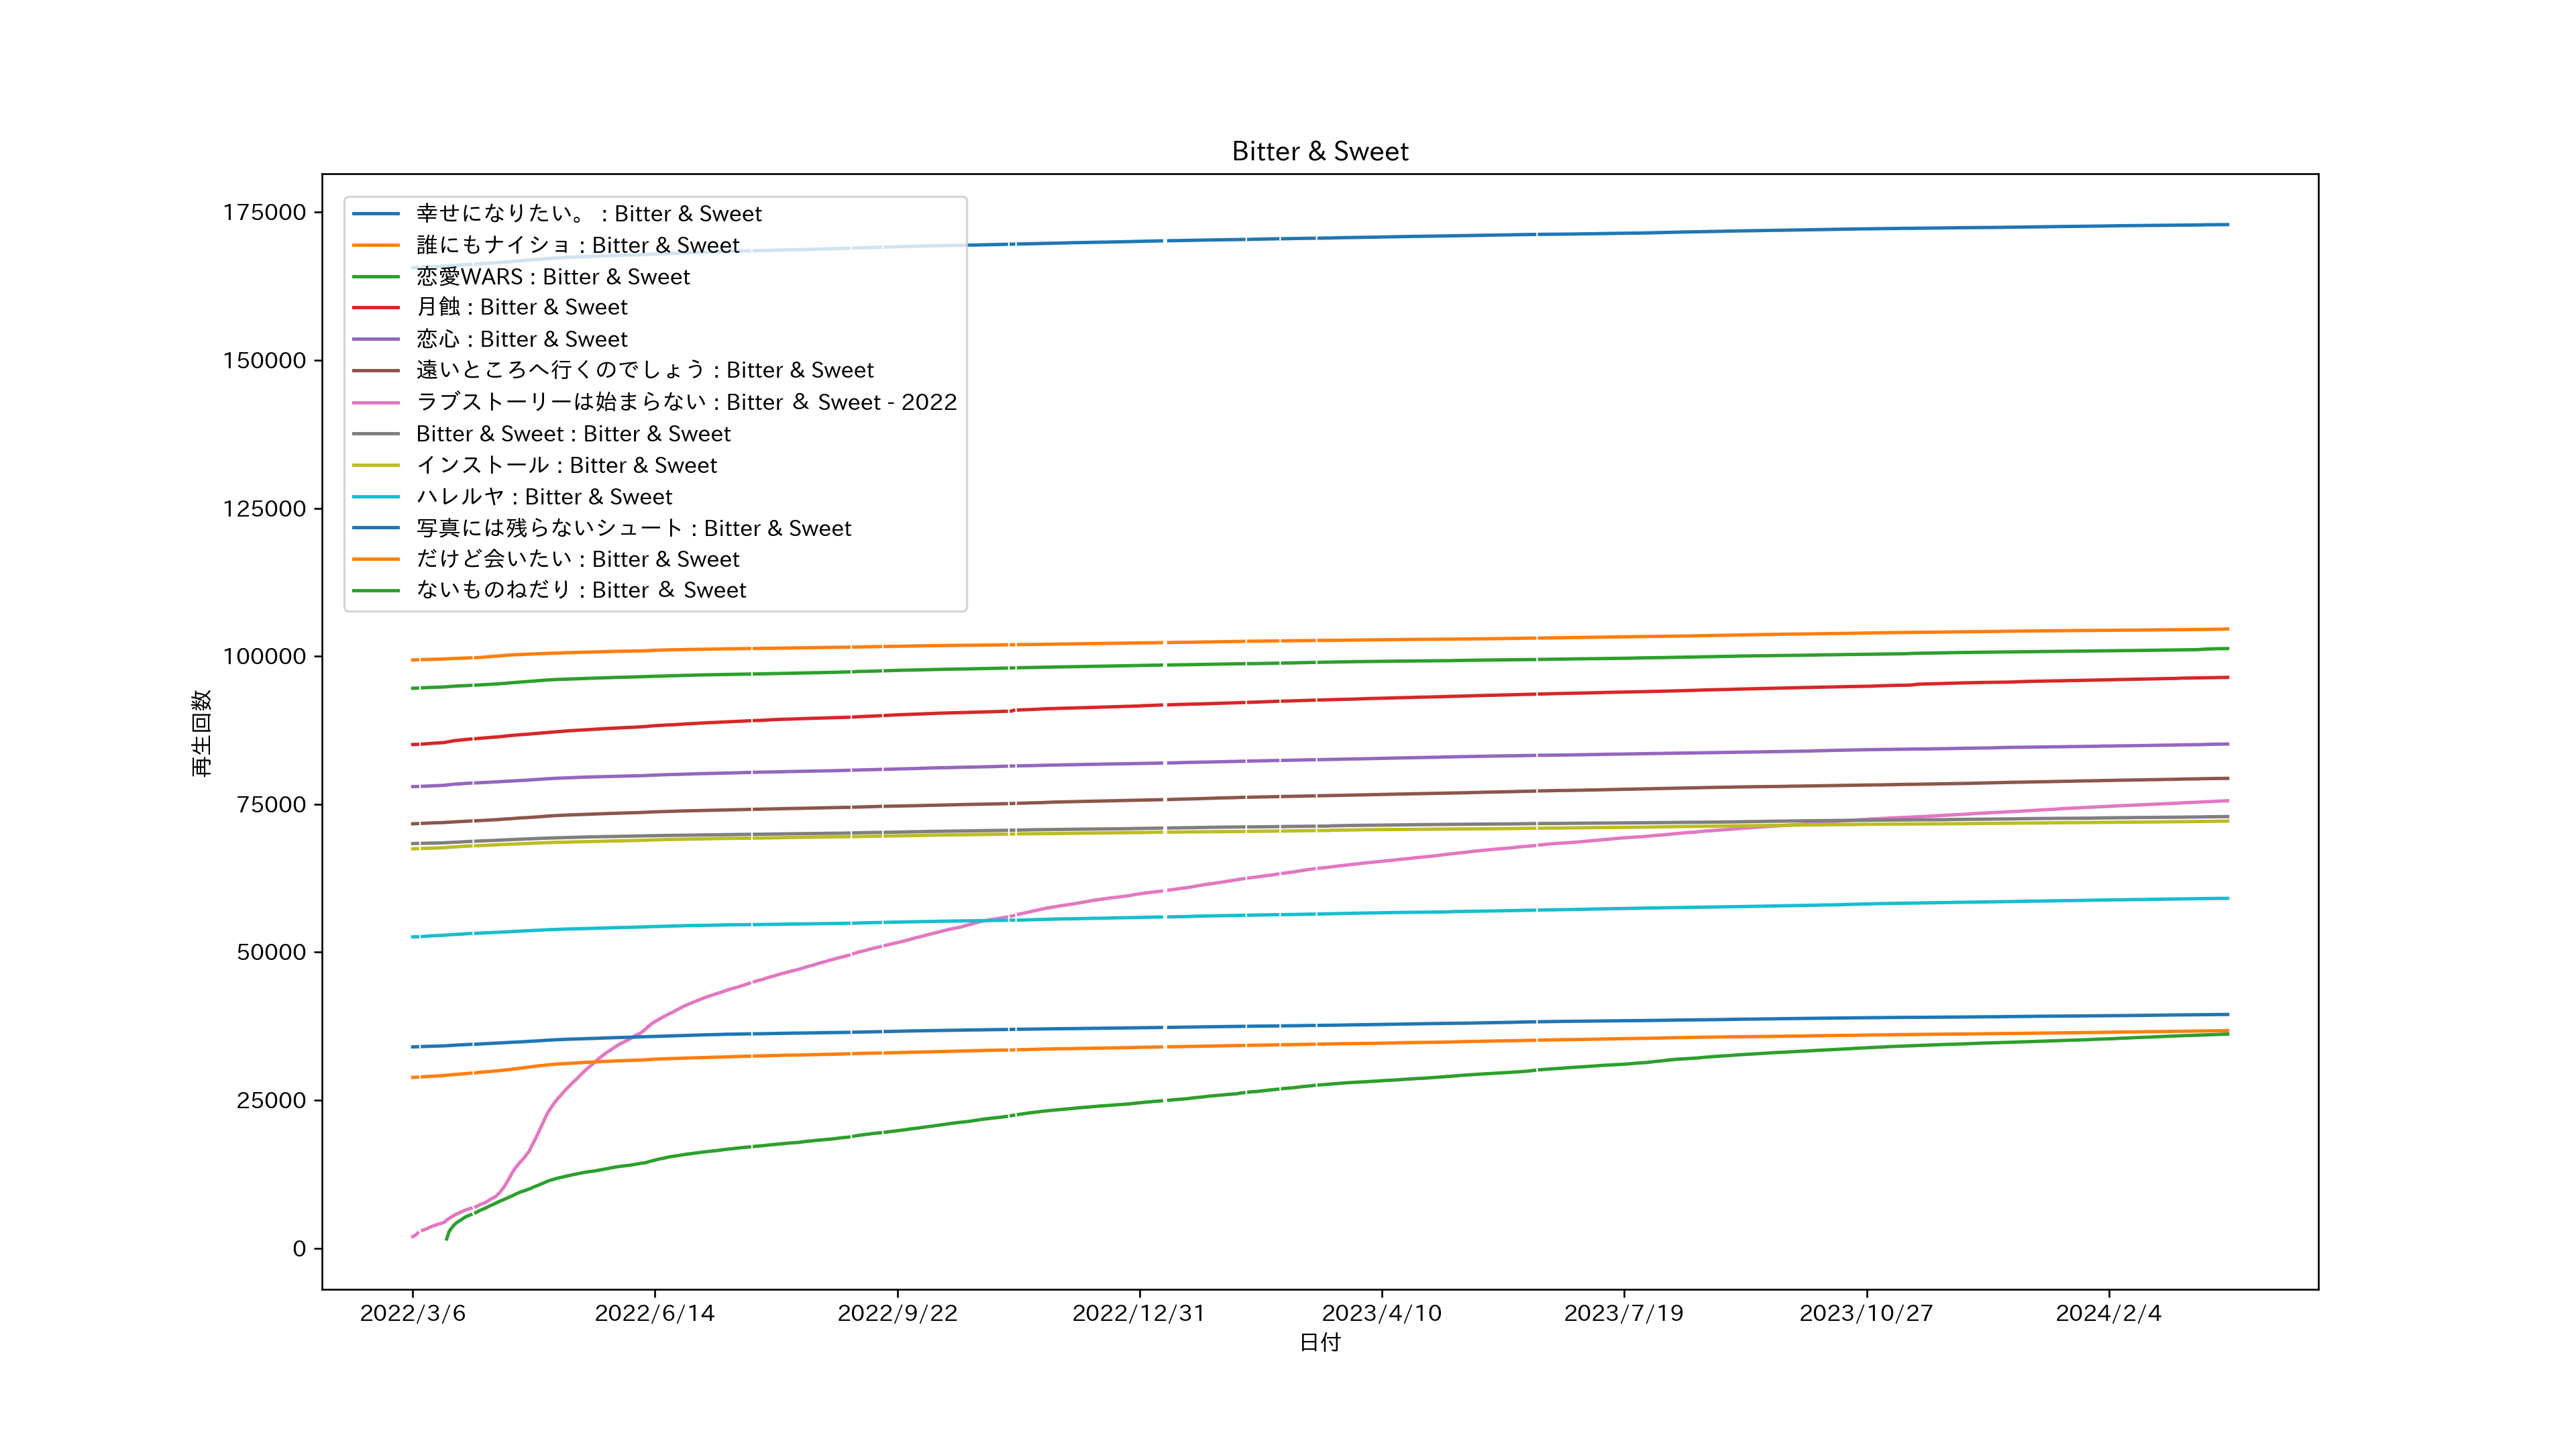 Bitter & Sweet
175000
150000
125000
100000
75000
50000
25000
0
再生回数
幸せになりたい。 : Bitter & Sweet
誰にもナイショ : Bitter & Sweet
恋愛WARS : Bitter & Sweet
月蝕 : Bitter & Sweet
恋心 : Bitter & Sweet
遠いところへ行くのでしょう : Bitter & Sweet
ラブストーリーは始まらない : Bitter ＆ Sweet - 2022
Bitter & Sweet : Bitter & Sweet
インストール : Bitter & Sweet
ハレルヤ : Bitter & Sweet
写真には残らないシュート : Bitter & Sweet
だけど会いたい : Bitter & Sweet
ないものねだり : Bitter ＆ Sweet
2022/3/6 2022/6/14 2022/9/22 2022/12/31 2023/4/10 2023/7/19 2023/10/27 2024/2/4
日付